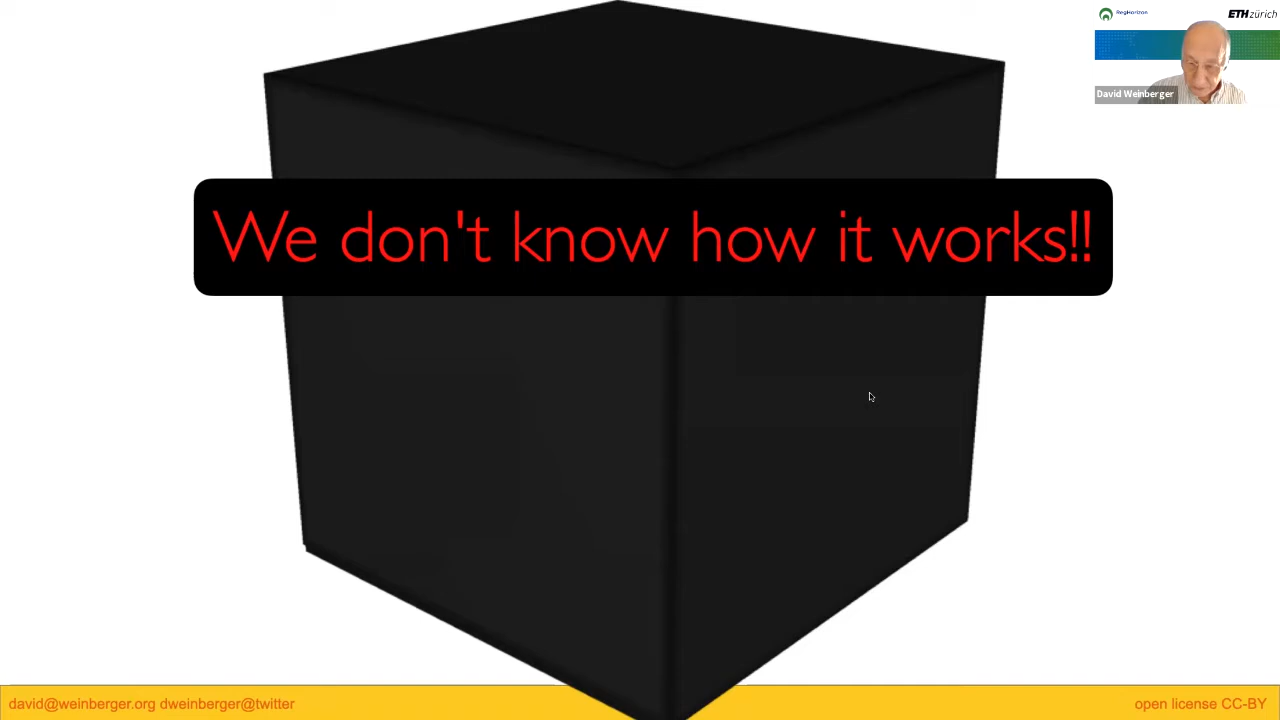 RegHorizon
ETH zürich
David Weinberger
We don't know how it works!!
david@weinberger.org dweinberger@twitter
open license CC-BY